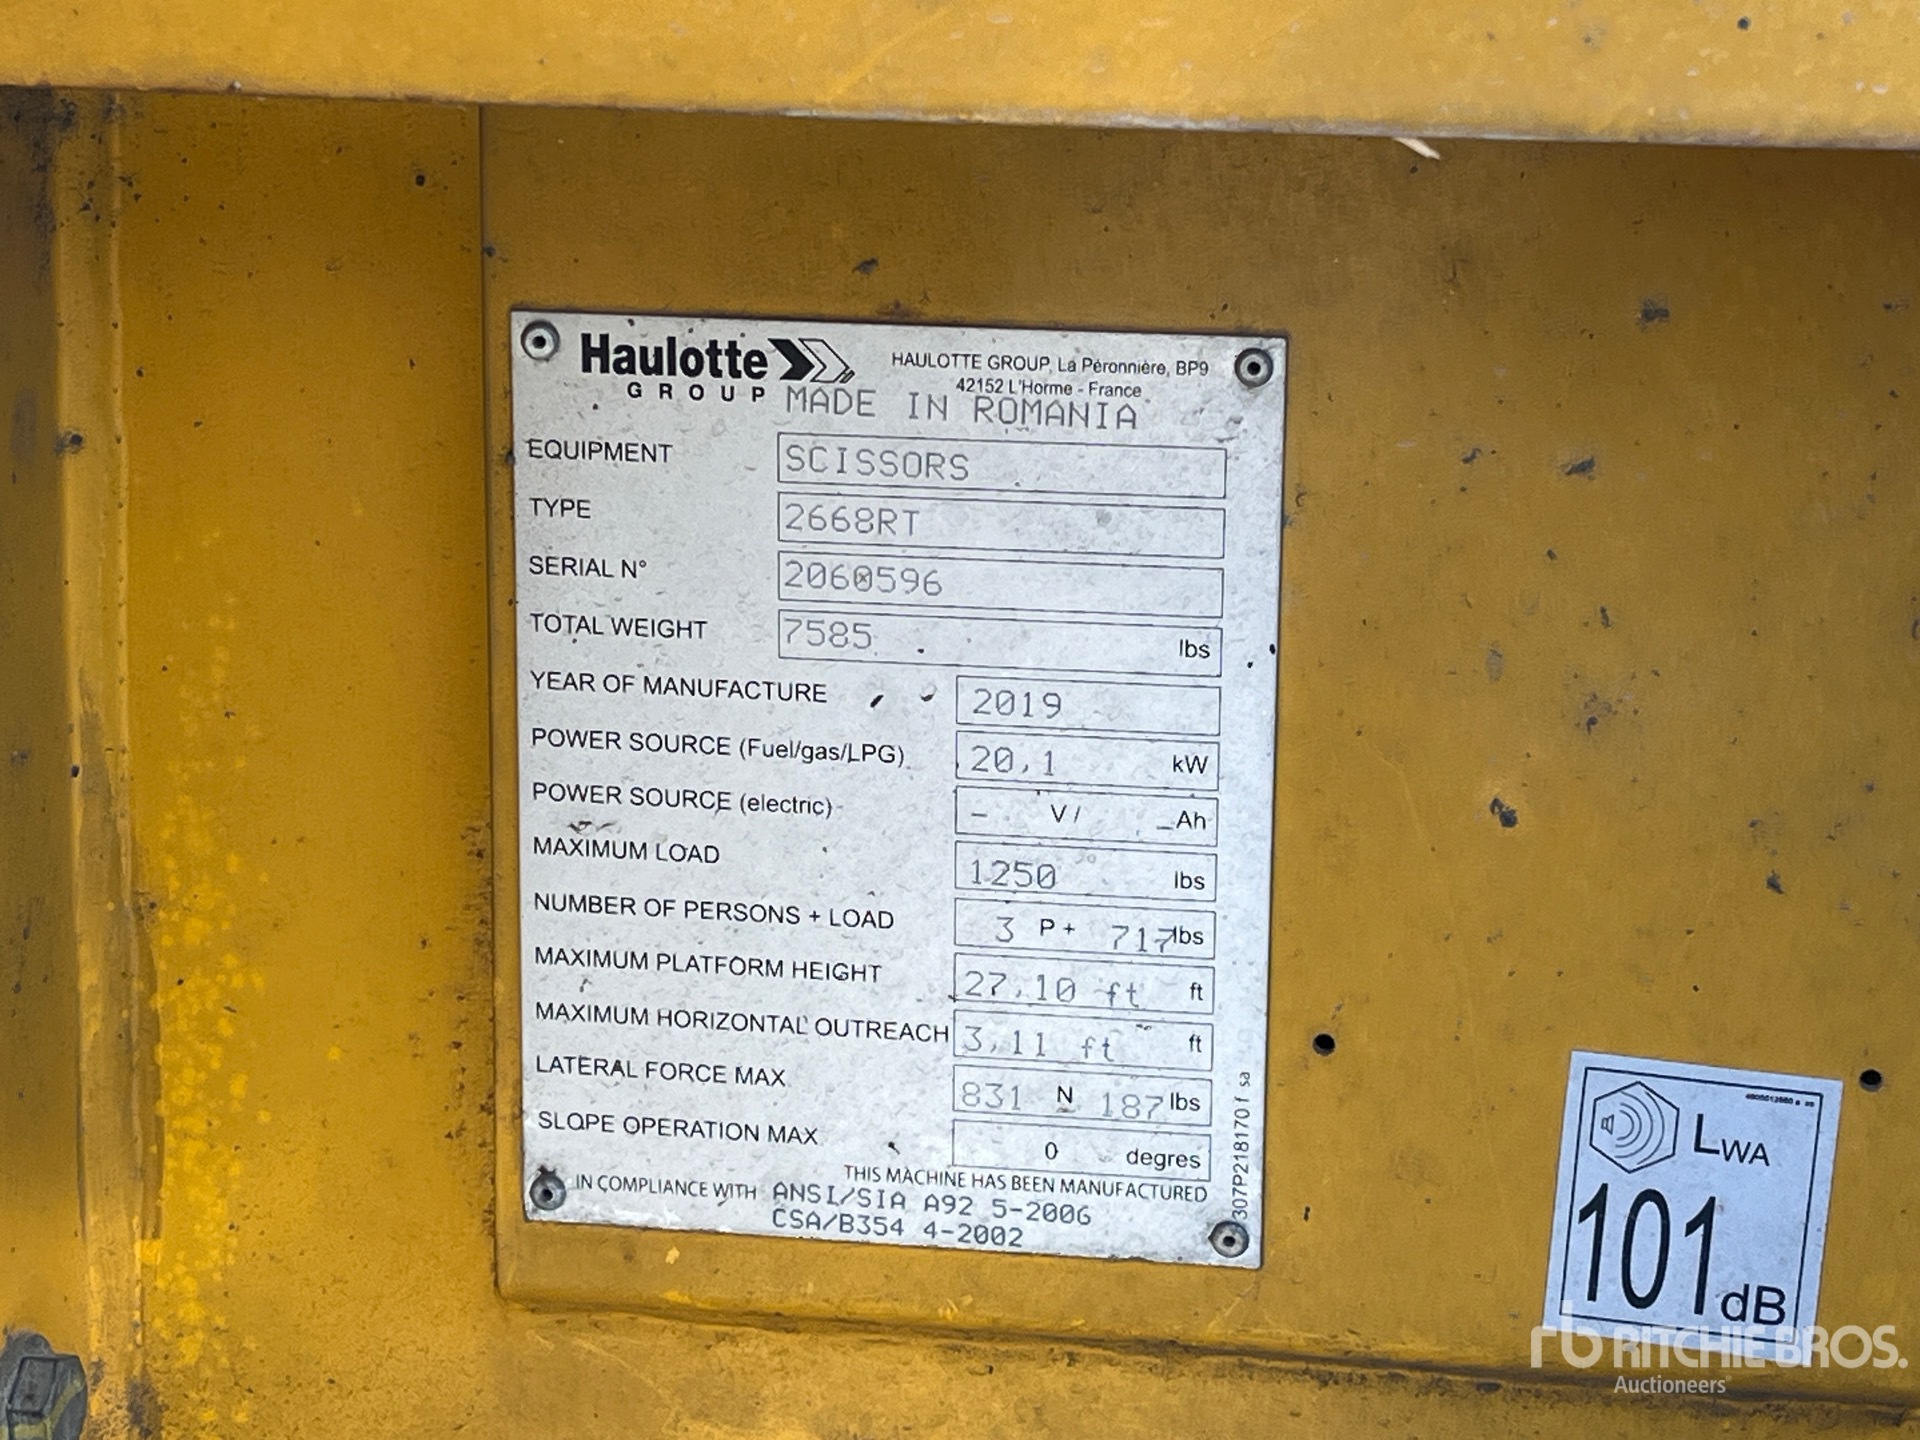 Haulotte
GROUP
HAULOTTE GROUP, La Péronnière, BP9
42152 L'Horme - France
MADE IN ROMANIA
EQUIPMENT SCISSORS
TYPE 2668RT
SERIAL N° 2060596
TOTAL WEIGHT 7585 lbs
YEAR OF MANUFACTURE 2019
POWER SOURCE (Fuel/gas/LPG) 20,1 kW
POWER SOURCE (electric) - V/ - Ah
MAXIMUM LOAD 1250 lbs
NUMBER OF PERSONS + LOAD 3 P+ 717 lbs
MAXIMUM PLATFORM HEIGHT 27,10 ft ft
MAXIMUM HORIZONTAL OUTREACH 3,11 ft ft
LATERAL FORCE MAX 831 N 187 lbs
SLOPE OPERATION MAX 0 degres
THIS MACHINE HAS BEEN MANUFACTURED
IN COMPLIANCE WITH ANSI/SIA A92 5-2006
CSA/B354 4-2002
307P218170 f sa
LWA
101 dB
rb RITCHIE BROS.
Auctioneers